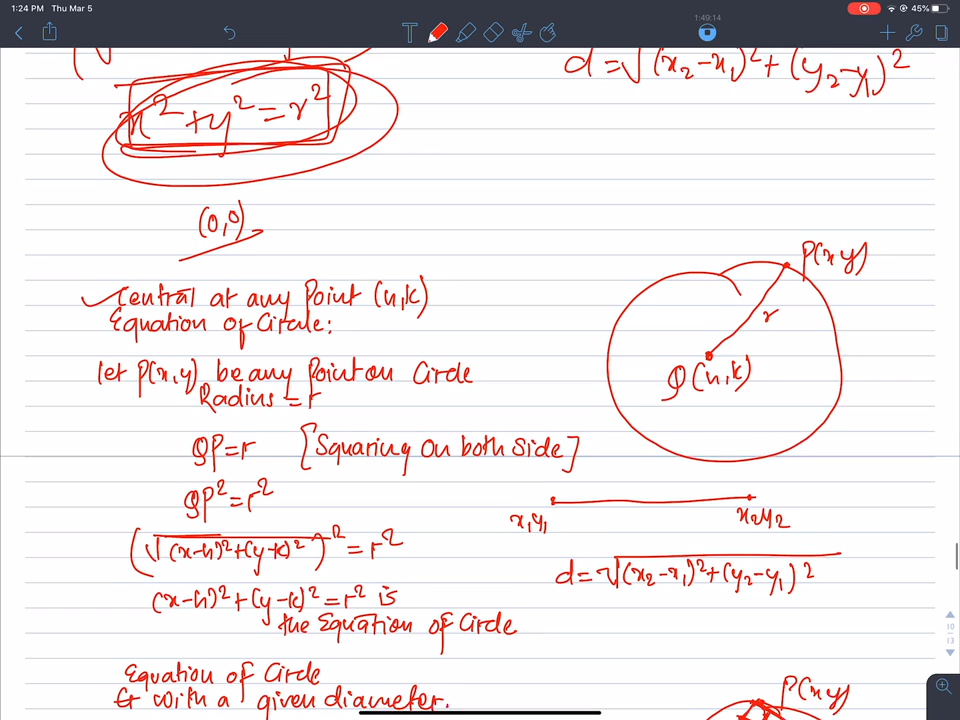 1:24 PM Thu Mar 5
1:49:14
45%
d = √(x₂-x₁)² + (y₂-y₁)²
x² + y² = r²
(0,0)
Central at any Point (h,k)
Equation of Circle:
let P(x,y) be any Point on Circle
Radius = r
QP = r [Squaring On both Side]
QP² = r²
(√(x-h)² + (y-k)²)² = r²
(x-h)² + (y-k)² = r² is
the Equation of Circle
Equation of Circle
with a given diameter.
P(x y)
r
Q(h,k)
x₁y₁ x₂y₂
d = √(x₂-x₁)² + (y₂-y₁)²
P(x y)
10
13